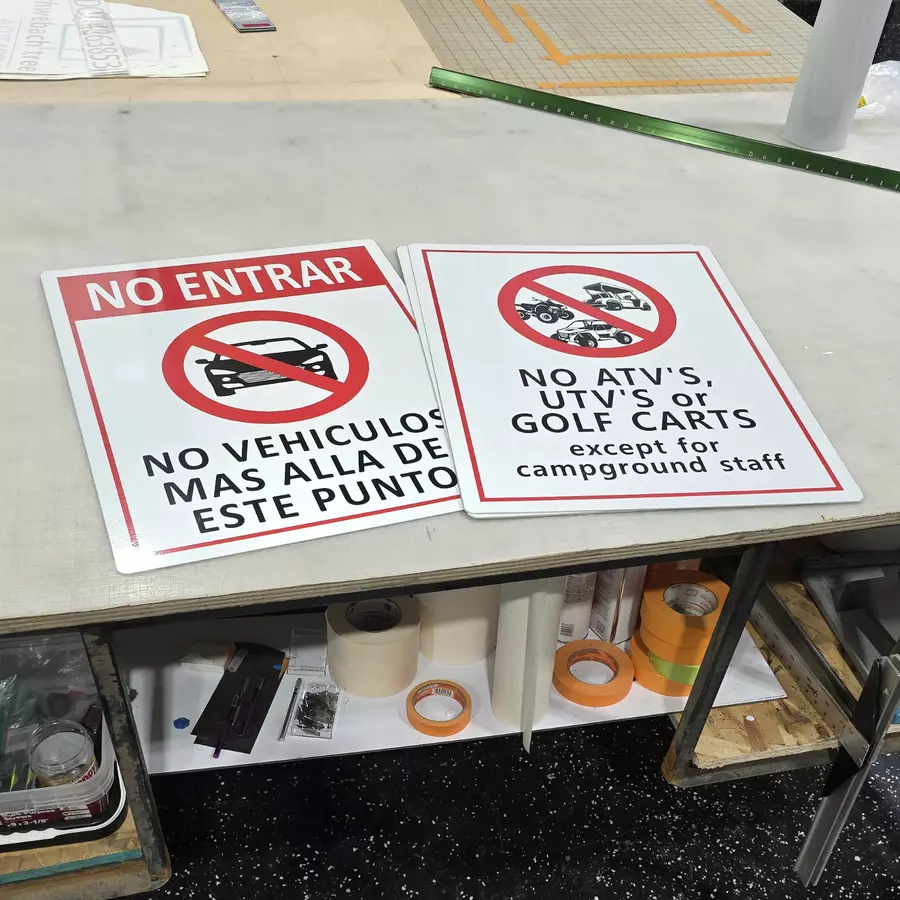 NO ENTRAR
NO VEHICULOS
MAS ALLA DE
ESTE PUNTO
NO ATV'S,
UTV'S or
GOLF CARTS
except for
campground staff